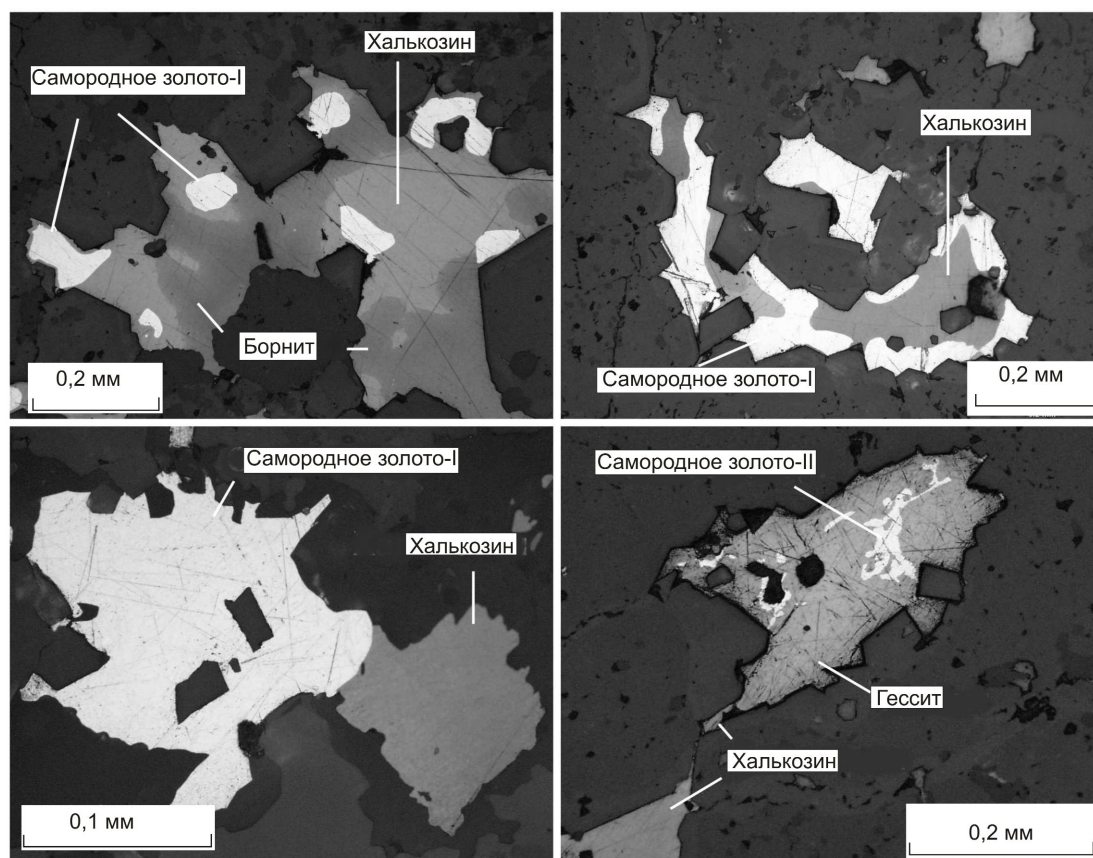 Халькозин
Самородное золото-I
Борнит
0,2 мм
Халькозин
Самородное золото-I
0,2 мм
Самородное золото-I
Халькозин
0,1 мм
Самородное золото-II
Гессит
Халькозин
0,2 мм